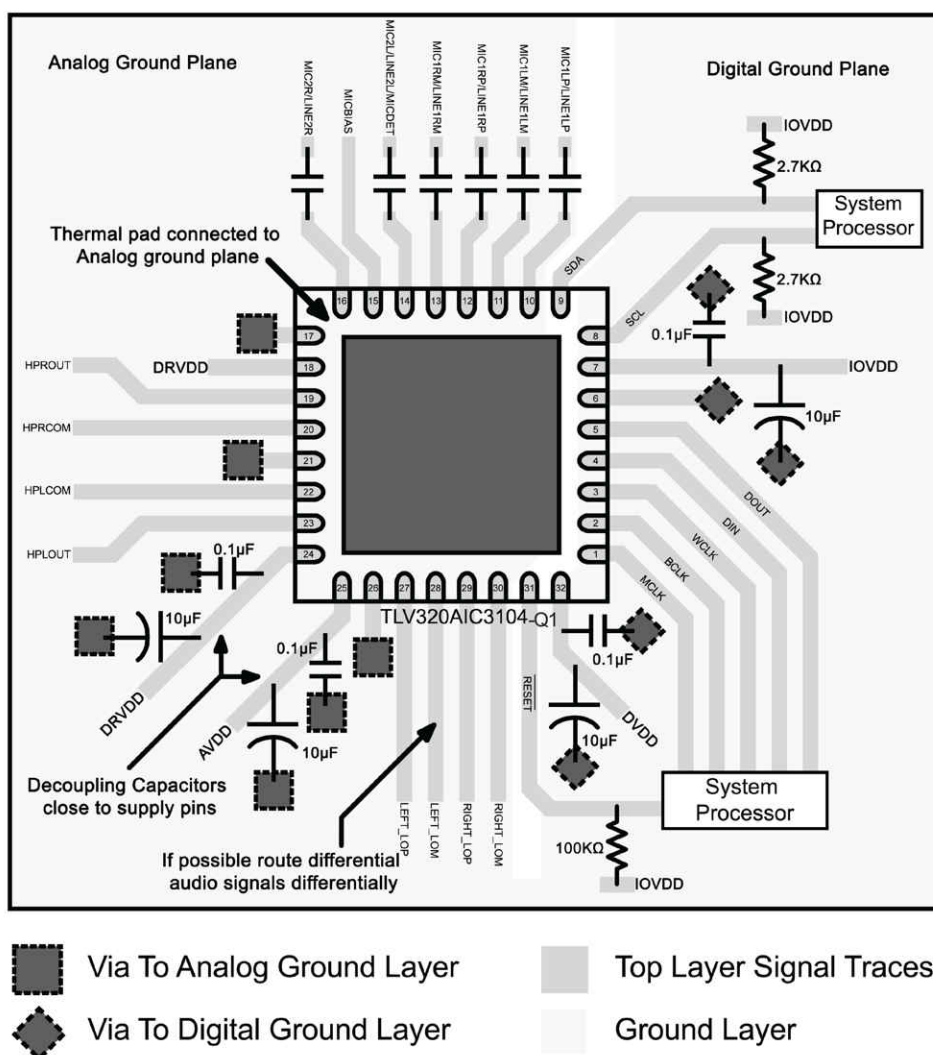 Analog Ground Plane
Digital Ground Plane
MIC2R/LINE2R
MICBIAS
MIC2L/LINE2L/MICDET
MIC1RM/LINE1RM
MIC1RP/LINE1RP
MIC1LM/LINE1LM
MIC1LP/LINE1LP
IOVDD
2.7KΩ
System
Processor
2.7KΩ
IOVDD
Thermal pad connected to
Analog ground plane
SDA
SCL
16
15
14
13
12
11
10
9
0.1µF
17
8
DRVDD
18
7
IOVDD
HPROUT
19
6
10µF
HPRCOM
20
5
21
4
HPLCOM
22
3
23
2
HPLOUT
24
1
DOUT
DIN
WCLK
BCLK
MCLK
0.1µF
25
26
27
28
29
30
31
32
TLV320AIC3104-Q1
10µF
0.1µF
0.1µF
RESET
DRVDD
AVDD
10µF
10µF
DVDD
Decoupling Capacitors
close to supply pins
System
Processor
LEFT_LOP
LEFT_LOM
RIGHT_LOP
RIGHT_LOM
If possible route differential
audio signals differentially
100KΩ
IOVDD
Via To Analog Ground Layer
Top Layer Signal Traces
Via To Digital Ground Layer
Ground Layer